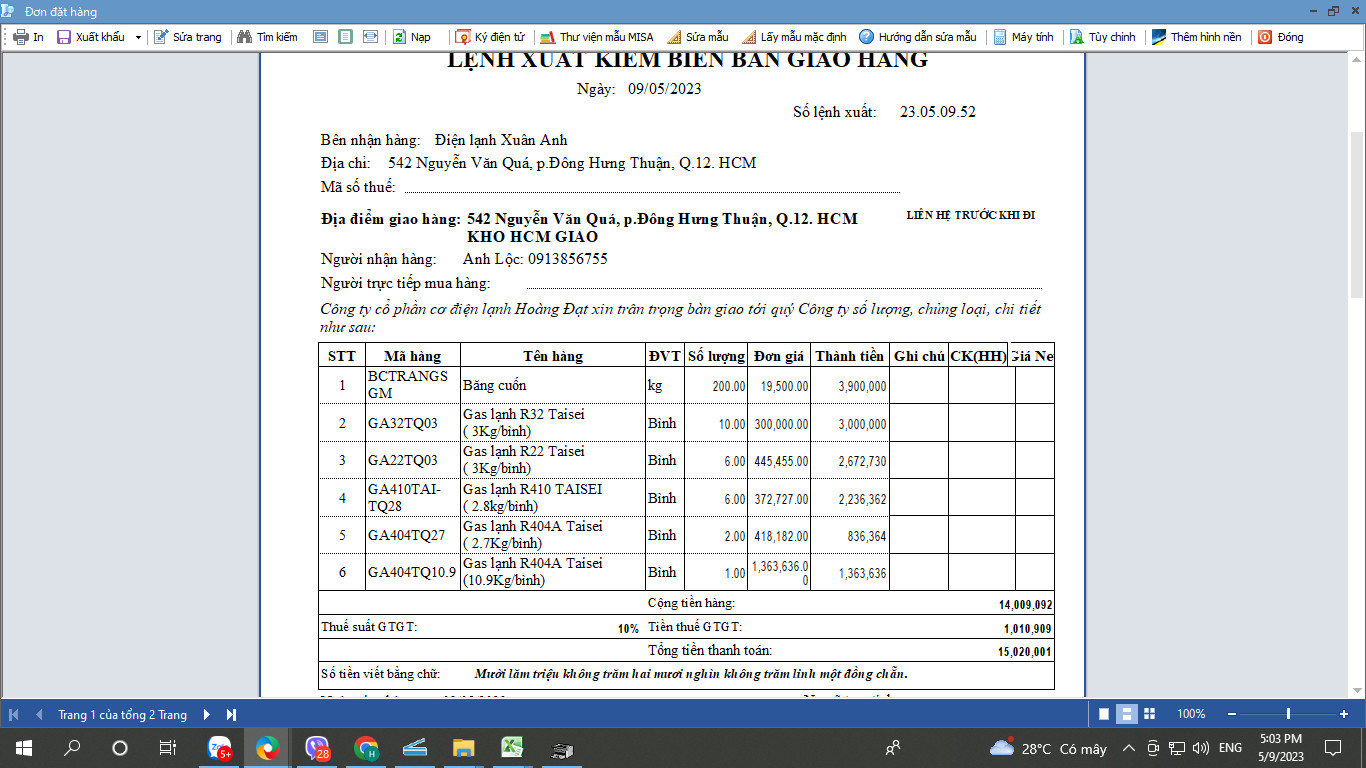 Đơn đặt hàng
In Xuất khẩu Sửa trang Tìm kiếm Nạp Ký điện tử Thư viện mẫu MISA Sửa mẫu Lấy mẫu mặc định Hướng dẫn sửa mẫu Máy tính Tùy chỉnh Thêm hình nền Đóng
LỆNH XUẤT KIÊM BIÊN BẢN GIAO HÀNG
Ngày: 09/05/2023
Số lệnh xuất: 23.05.09.52
Bên nhận hàng: Điện lạnh Xuân Anh
Địa chỉ: 542 Nguyễn Văn Quá, p.Đông Hưng Thuận, Q.12. HCM
Mã số thuế:
Địa điểm giao hàng: 542 Nguyễn Văn Quá, p.Đông Hưng Thuận, Q.12. HCM LIÊN HỆ TRƯỚC KHI ĐI
KHO HCM GIAO
Người nhận hàng: Anh Lộc: 0913856755
Người trực tiếp mua hàng:
Công ty cổ phần cơ điện lạnh Hoàng Đạt xin trân trọng bàn giao tới quý Công ty số lượng, chủng loại, chi tiết
như sau:
STT Mã hàng Tên hàng ĐVT Số lượng Đơn giá Thành tiền Ghi chú CK(HH) Giá Ne
1 BCTRANGS GM Băng cuốn kg 200.00 19,500.00 3,900,000
2 GA32TQ03 Gas lạnh R32 Taisei ( 3Kg/bình) Bình 10.00 300,000.00 3,000,000
3 GA22TQ03 Gas lạnh R22 Taisei ( 3Kg/bình) Bình 6.00 445,455.00 2,672,730
4 GA410TAI-TQ28 Gas lạnh R410 TAISEI ( 2.8kg/bình) Bình 6.00 372,727.00 2,236,362
5 GA404TQ27 Gas lạnh R404A Taisei ( 2.7Kg/bình) Bình 2.00 418,182.00 836,364
6 GA404TQ10.9 Gas lạnh R404A Taisei (10.9Kg/bình) Bình 1.00 1,363,636.00 1,363,636
Cộng tiền hàng: 14,009,092
Thuế suất GTGT: 10% Tiền thuế GTGT: 1,010,909
Tổng tiền thanh toán: 15,020,001
Số tiền viết bằng chữ: Mười lăm triệu không trăm hai mươi nghìn không trăm linh một đồng chẵn.
Trang 1 của tổng 2 Trang 100%
Zalo 5+ 28 28°C Có mây ENG 5:03 PM
5/9/2023